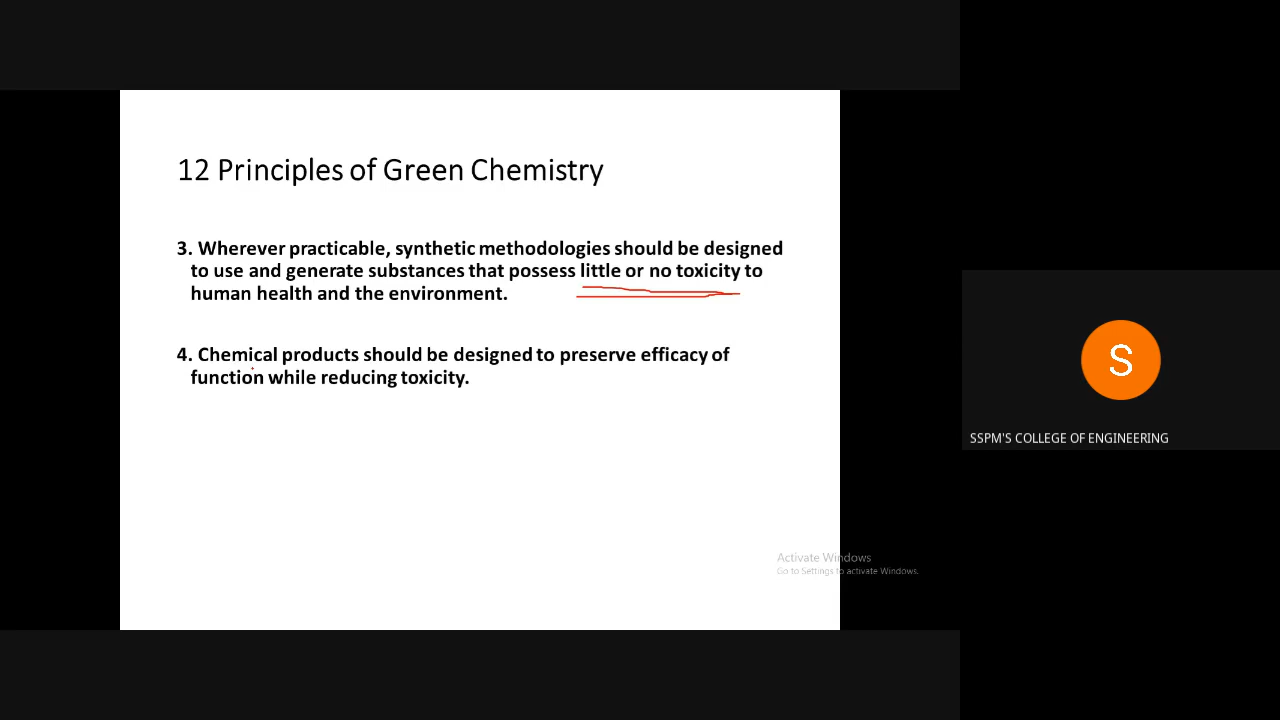 12 Principles of Green Chemistry
3. Wherever practicable, synthetic methodologies should be designed
to use and generate substances that possess little or no toxicity to
human health and the environment.
4. Chemical products should be designed to preserve efficacy of
function while reducing toxicity.
S
SSPM'S COLLEGE OF ENGINEERING
Activate Windows
Go to Settings to activate Windows.